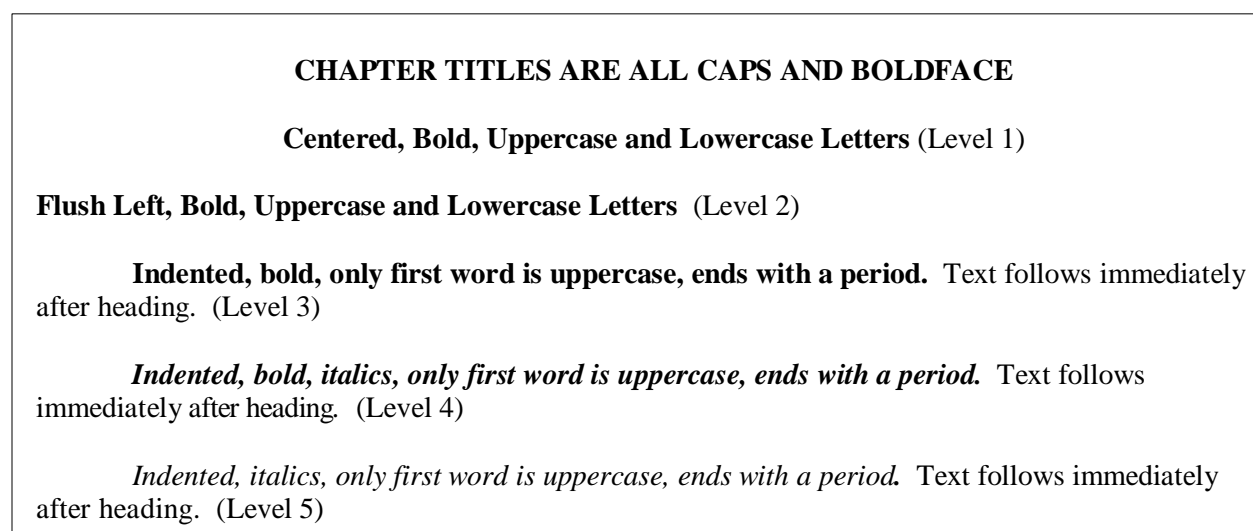 CHAPTER TITLES ARE ALL CAPS AND BOLDFACE
Centered, Bold, Uppercase and Lowercase Letters (Level 1)
Flush Left, Bold, Uppercase and Lowercase Letters  (Level 2)
Indented, bold, only first word is uppercase, ends with a period.  Text follows immediately
after heading.  (Level 3)
Indented, bold, italics, only first word is uppercase, ends with a period.  Text follows
immediately after heading.  (Level 4)
Indented, italics, only first word is uppercase, ends with a period.  Text follows immediately
after heading.  (Level 5)